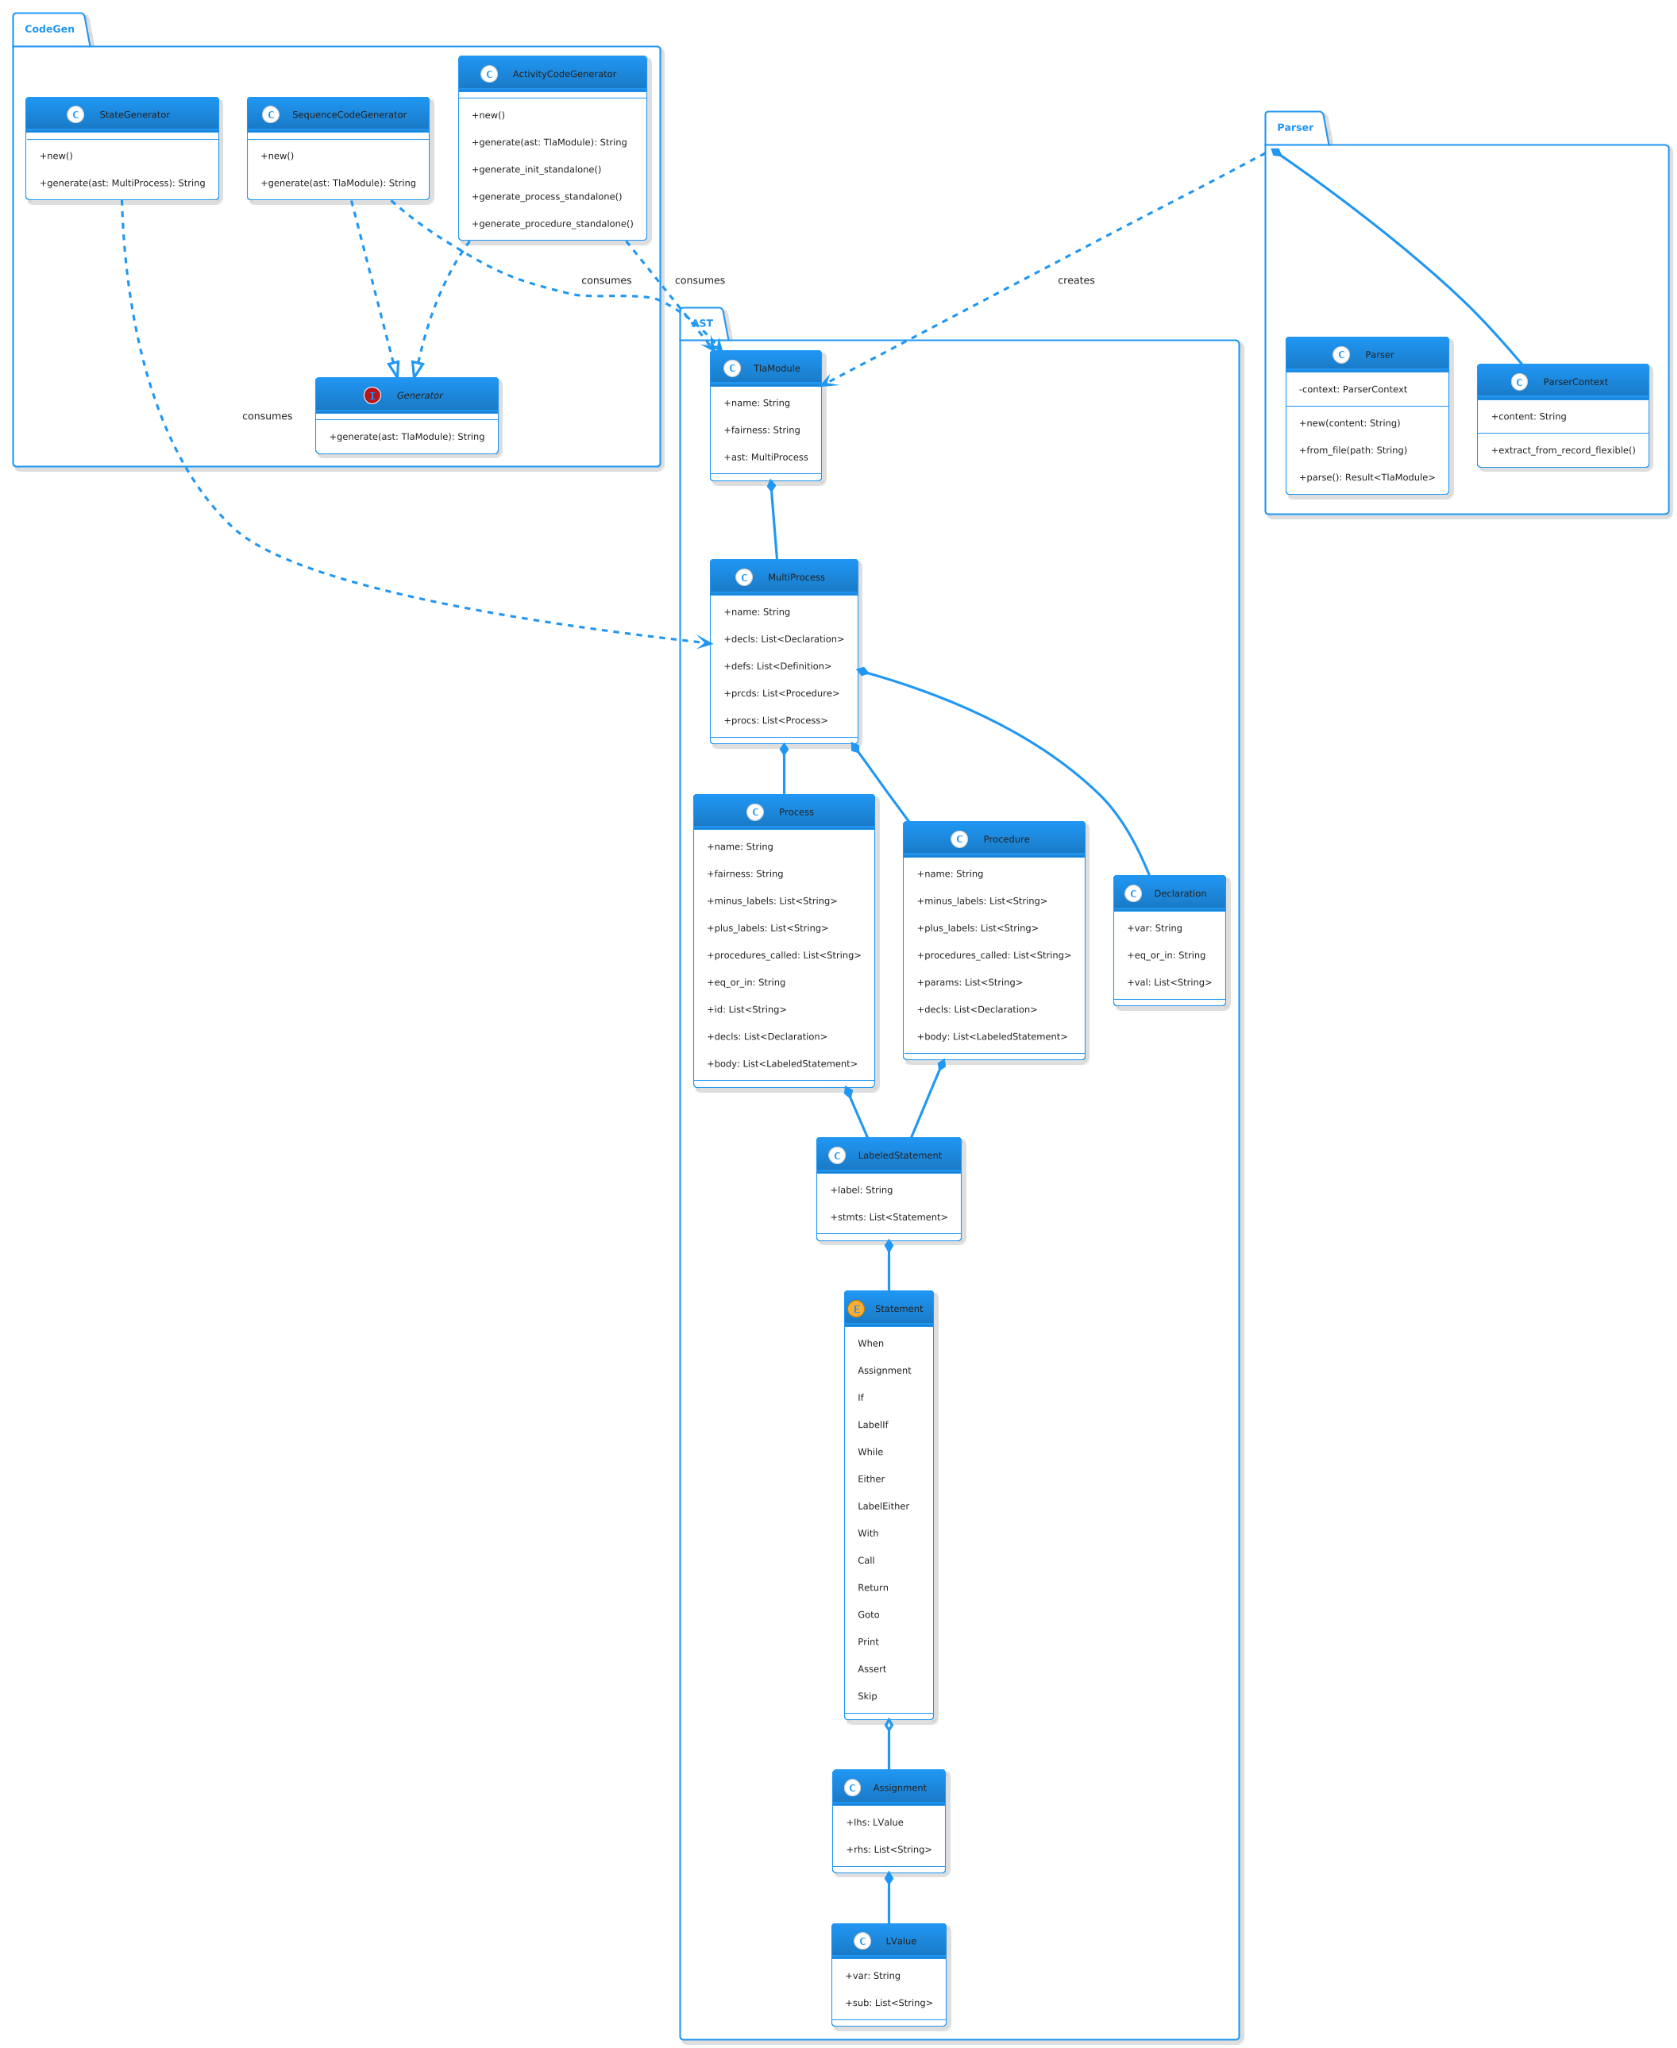 CodeGen
C StateGenerator
+new()
+generate(ast: MultiProcess): String
C SequenceCodeGenerator
+new()
+generate(ast: TlaModule): String
C ActivityCodeGenerator
+new()
+generate(ast: TlaModule): String
+generate_init_standalone()
+generate_process_standalone()
+generate_procedure_standalone()
I Generator
+generate(ast: TlaModule): String
consumes
consumes
consumes
creates
Parser
C Parser
-context: ParserContext
+new(content: String)
+from_file(path: String)
+parse(): Result<TlaModule>
C ParserContext
+content: String
+extract_from_record_flexible()
AST
C TlaModule
+name: String
+fairness: String
+ast: MultiProcess
C MultiProcess
+name: String
+decls: List<Declaration>
+defs: List<Definition>
+prcds: List<Procedure>
+procs: List<Process>
C Process
+name: String
+fairness: String
+minus_labels: List<String>
+plus_labels: List<String>
+procedures_called: List<String>
+eq_or_in: String
+id: List<String>
+decls: List<Declaration>
+body: List<LabeledStatement>
C Procedure
+name: String
+minus_labels: List<String>
+plus_labels: List<String>
+procedures_called: List<String>
+params: List<String>
+decls: List<Declaration>
+body: List<LabeledStatement>
C Declaration
+var: String
+eq_or_in: String
+val: List<String>
C LabeledStatement
+label: String
+stmts: List<Statement>
E Statement
When
Assignment
If
LabelIf
While
Either
LabelEither
With
Call
Return
Goto
Print
Assert
Skip
C Assignment
+lhs: LValue
+rhs: List<String>
C LValue
+var: String
+sub: List<String>